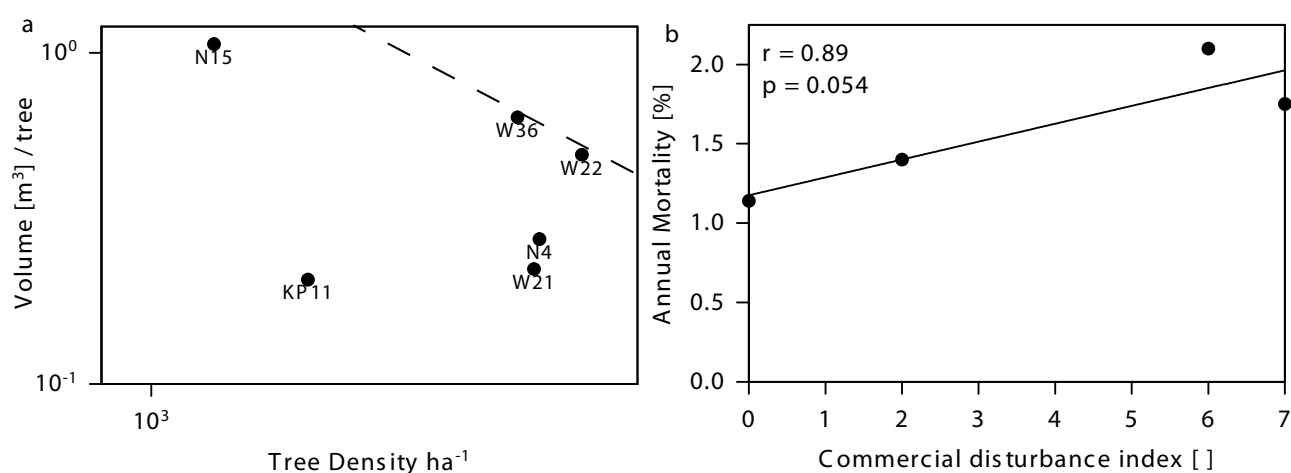 a
Volume [m³] / tree
10⁰
10⁻¹
N15
W36
W22
N4
W21
KP11
10³
Tree Density ha⁻¹
b
r = 0.89
p = 0.054
Annual Mortality [%]
2.0
1.5
1.0
0.5
0.0
0 1 2 3 4 5 6 7
Commercial disturbance index [ ]